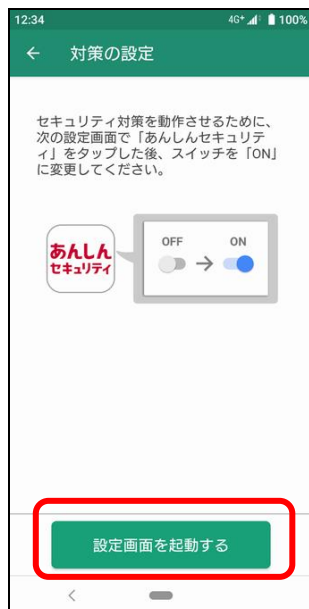 12:34 4G+ 100%
← 対策の設定
セキュリティ対策を動作させるために、
次の設定画面で「あんしんセキュリテ
ィ」をタップした後、スイッチを「ON」
に変更してください。
あんしん
セキュリティ
OFF → ON
設定画面を起動する